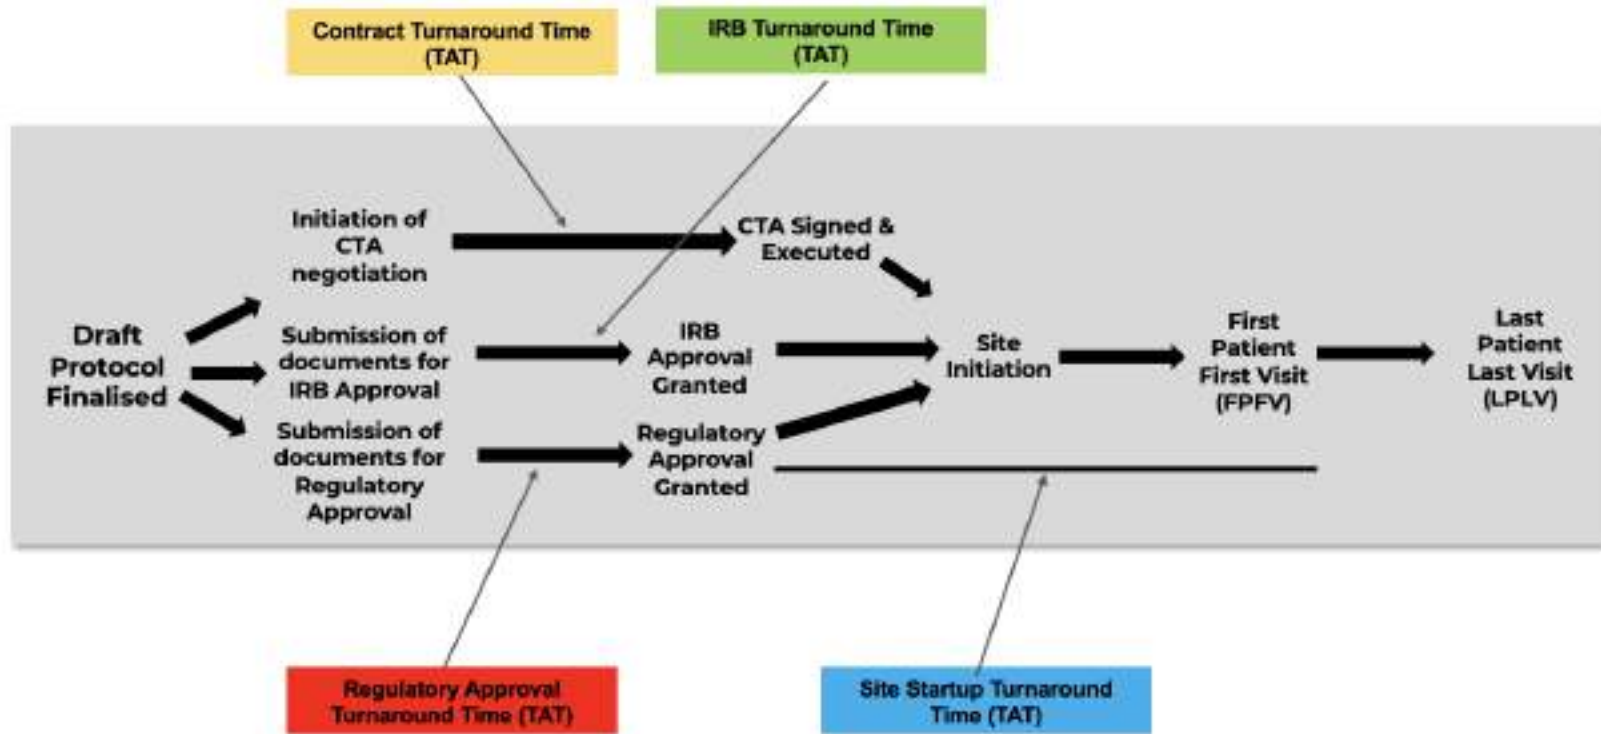 Contract Turnaround Time
(TAT)
IRB Turnaround Time
(TAT)
Initiation of
CTA
negotiation
CTA Signed &
Executed
Draft
Protocol
Finalised
Submission of
documents for
IRB Approval
IRB
Approval
Granted
Site
Initiation
First
Patient
First Visit
(FPFV)
Last
Patient
Last Visit
(LPLV)
Submission of
documents for
Regulatory
Approval
Regulatory
Approval
Granted
Regulatory Approval
Turnaround Time (TAT)
Site Startup Turnaround
Time (TAT)